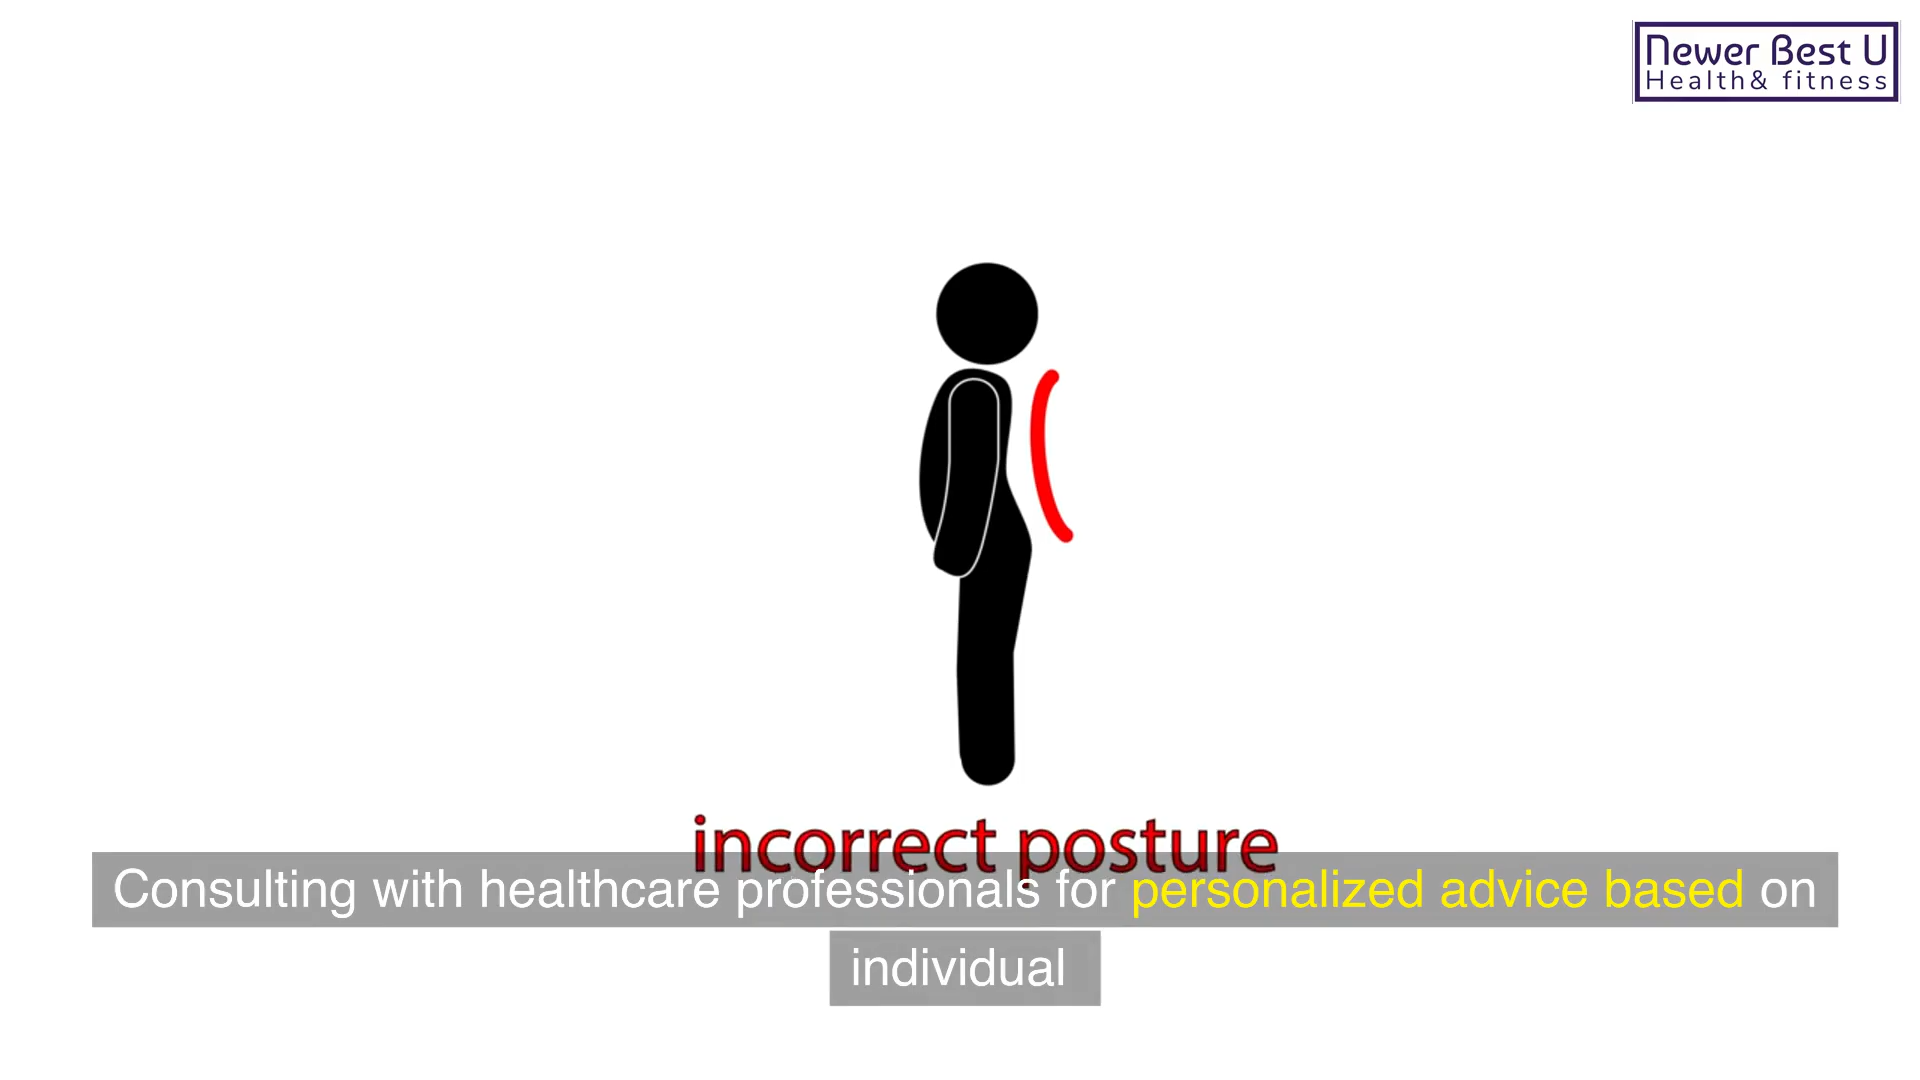 Newer Best U
Health& fitness
incorrect posture
Consulting with healthcare professionals for personalized advice based on
individual